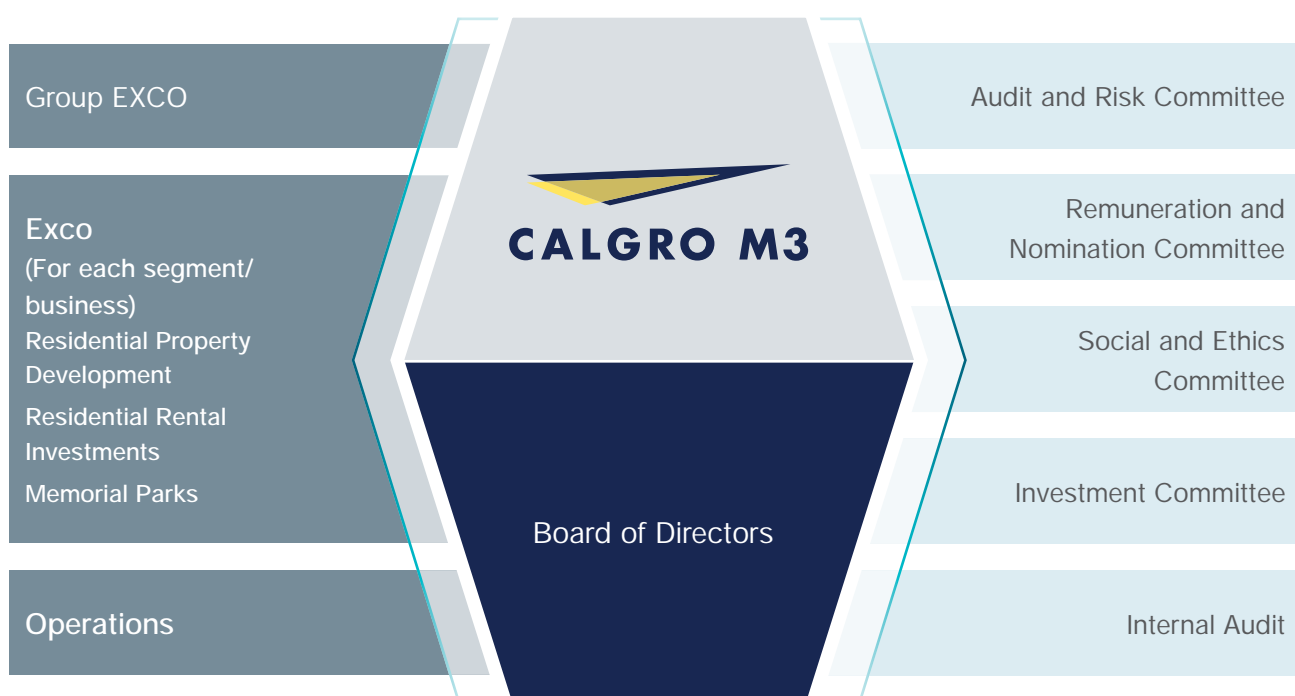 Group EXCO
Exco
(For each segment/
business)
Residential Property
Development
Residential Rental
Investments
Memorial Parks
Operations
CALGRO M3
Board of Directors
Audit and Risk Committee
Remuneration and
Nomination Committee
Social and Ethics
Committee
Investment Committee
Internal Audit